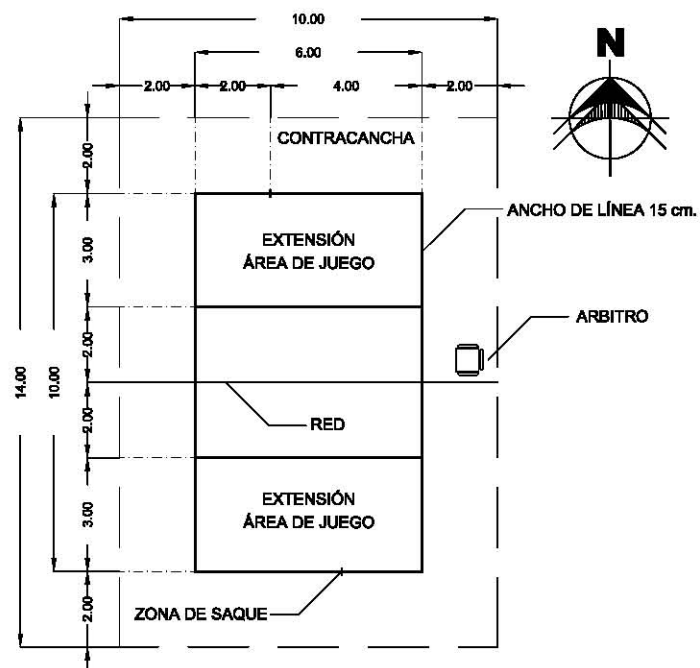 10.00
6.00
N
2.00
2.00
4.00
2.00
2.00
CONTRACANCHA
ANCHO DE LÍNEA 15 cm.
3.00
EXTENSIÓN
ÁREA DE JUEGO
2.00
ARBITRO
14.00
10.00
2.00
RED
3.00
EXTENSIÓN
ÁREA DE JUEGO
2.00
ZONA DE SAQUE